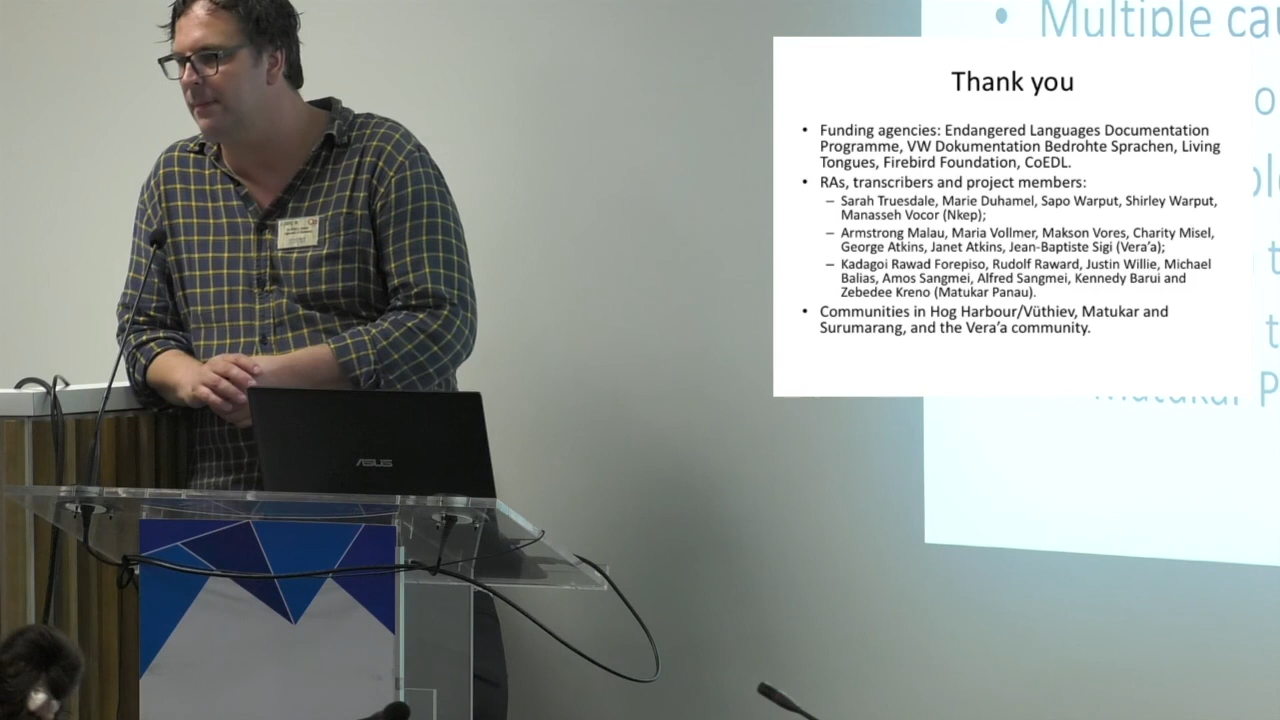 Multiple
Thank you
• Funding agencies: Endangered Languages Documentation
Programme, VW Dokumentation Bedrohte Sprachen, Living
Tongues, Firebird Foundation, CoEDL.
• RAs, transcribers and project members:
– Sarah Truesdale, Marie Duhamel, Sapo Warput, Shirley Warput,
Manasseh Vocor (Nkep);
– Armstrong Malau, Maria Vollmer, Makson Vores, Charity Misel,
George Atkins, Janet Atkins, Jean-Baptiste Sigi (Vera’a);
– Kadagoi Rawad Forepiso, Rudolf Raward, Justin Willie, Michael
Balias, Amos Sangmei, Alfred Sangmei, Kennedy Barui and
Zebedee Kreno (Matukar Panau).
• Communities in Hog Harbour/Vüthiev, Matukar and
Surumarang, and the Vera’a community.
ASUS